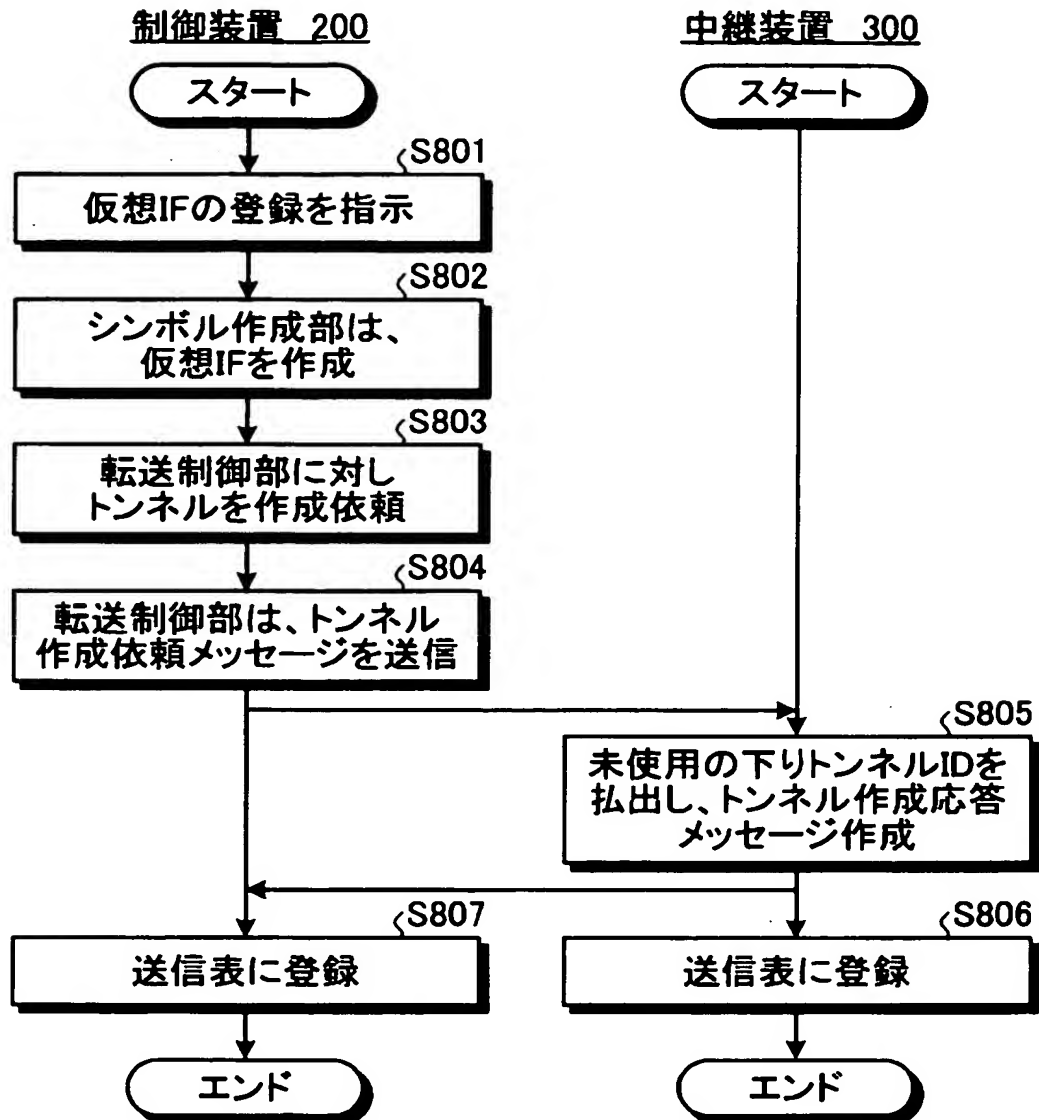 制御装置 200
中継装置 300
スタート
スタート
S801
仮想IFの登録を指示
S802
シンボル作成部は、
仮想IFを作成
S803
転送制御部に対し
トンネルを作成依頼
S804
転送制御部は、トンネル
作成依頼メッセージを送信
S805
未使用の下りトンネルIDを
払出し、トンネル作成応答
メッセージ作成
S807
送信表に登録
S806
送信表に登録
エンド
エンド